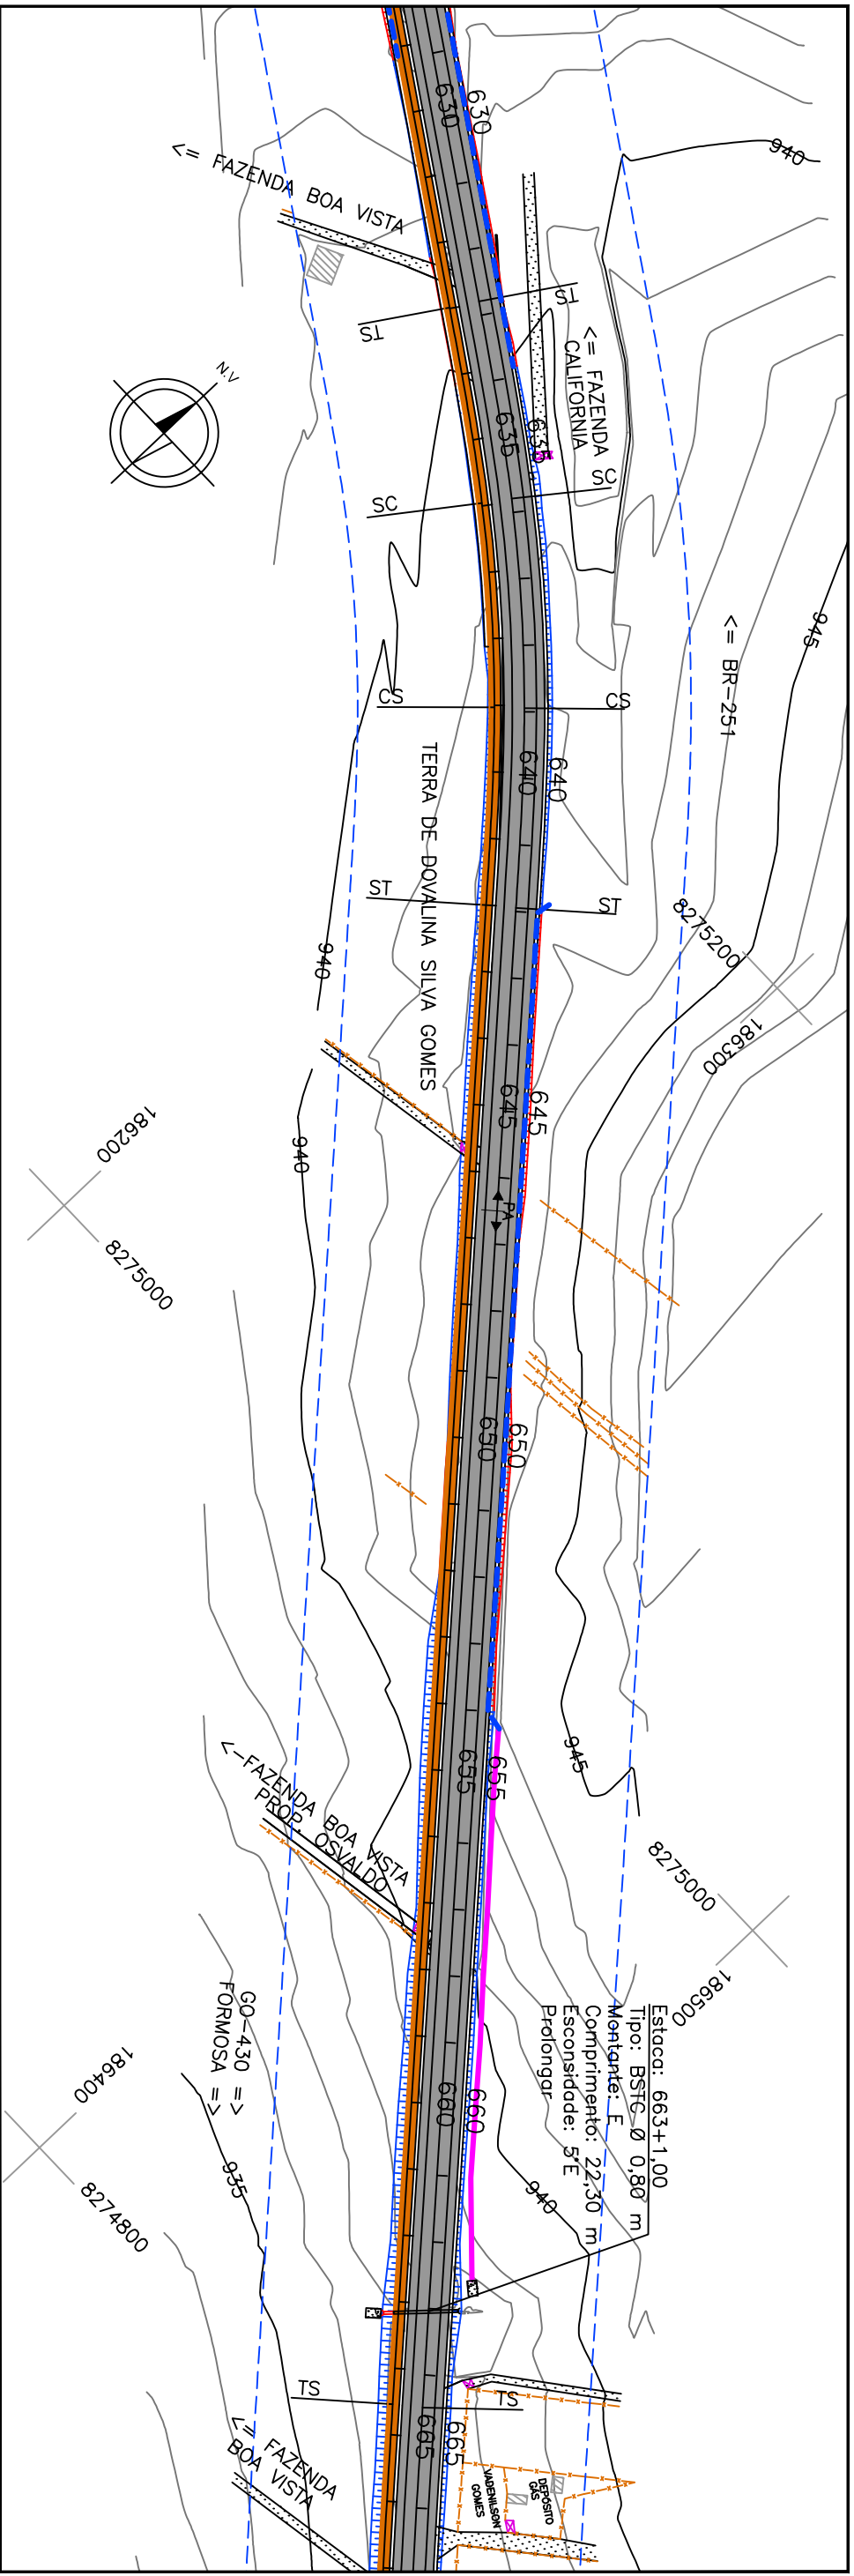 630
630
940
<= FAZENDA BOA VISTA
ST
ST
<= FAZENDA
CALIFORNIA
N.V
635
635
SC
SC
945
<= BR-251
CS
CS
TERRA DE DOVALINA SILVA GOMES
640
640
ST
ST
8275200
186300
940
645
645
186200
940
PA
8275000
650
650
945
655
655
<-FAZENDA BOA VISTA
PROP. OSVALDO
8275000
186500
GO-430 =>
FORMOSA =>
Estaca: 663+1,00
Tipo: BSTC Ø 0,80 m
Montante: E
Comprimento: 22,30 m
Esconsidade: 5°E
Prolongar
660
660
186400
935
940
8274800
TS
TS
665
665
<= FAZENDA
BOA VISTA
DEPÓSITO
GÁS
VADENILSON
GOMES